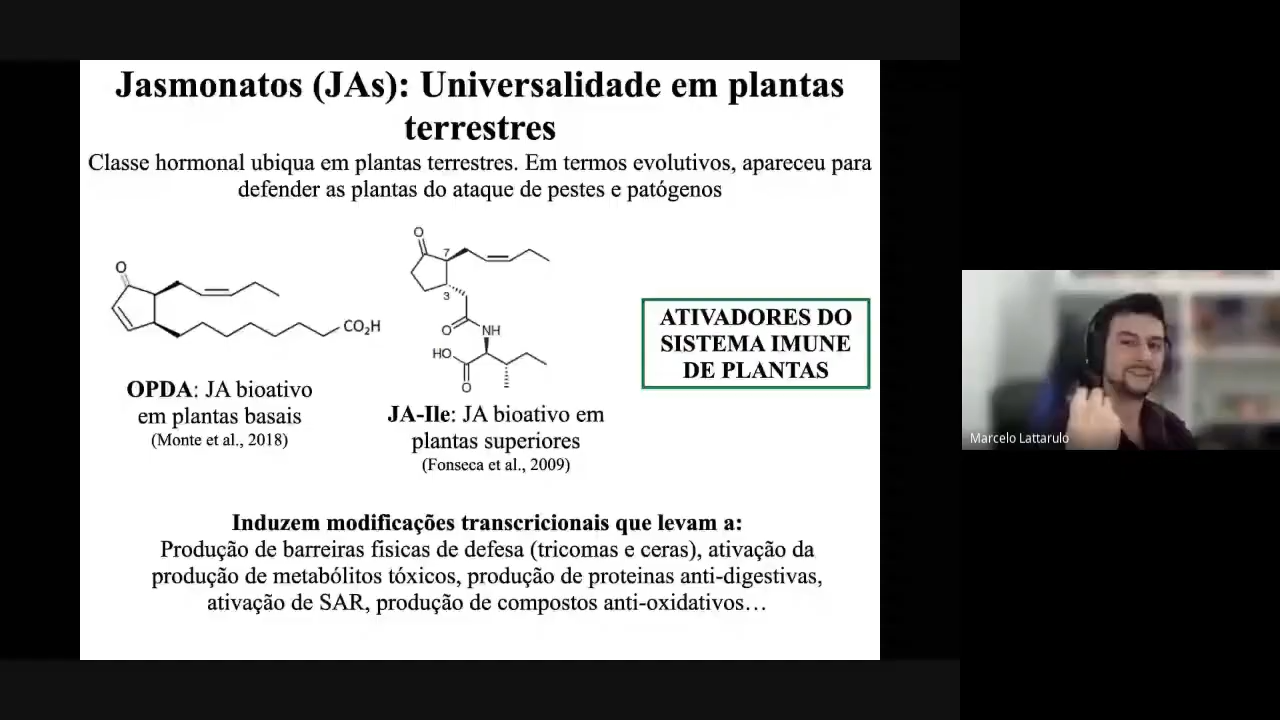 Jasmonatos (JAs): Universalidade em plantas
terrestres
Classe hormonal ubiqua em plantas terrestres. Em termos evolutivos, apareceu para
defender as plantas do ataque de pestes e patógenos
O
CO₂H
OPDA: JA bioativo
em plantas basais
(Monte et al., 2018)
O
7
3
O
NH
HO
O
JA-Ile: JA bioativo em
plantas superiores
(Fonseca et al., 2009)
ATIVADORES DO
SISTEMA IMUNE
DE PLANTAS
Marcelo Lattarulo
Induzem modificações transcricionais que levam a:
Produção de barreiras físicas de defesa (tricomas e ceras), ativação da
produção de metabólitos tóxicos, produção de proteinas anti-digestivas,
ativação de SAR, produção de compostos anti-oxidativos…